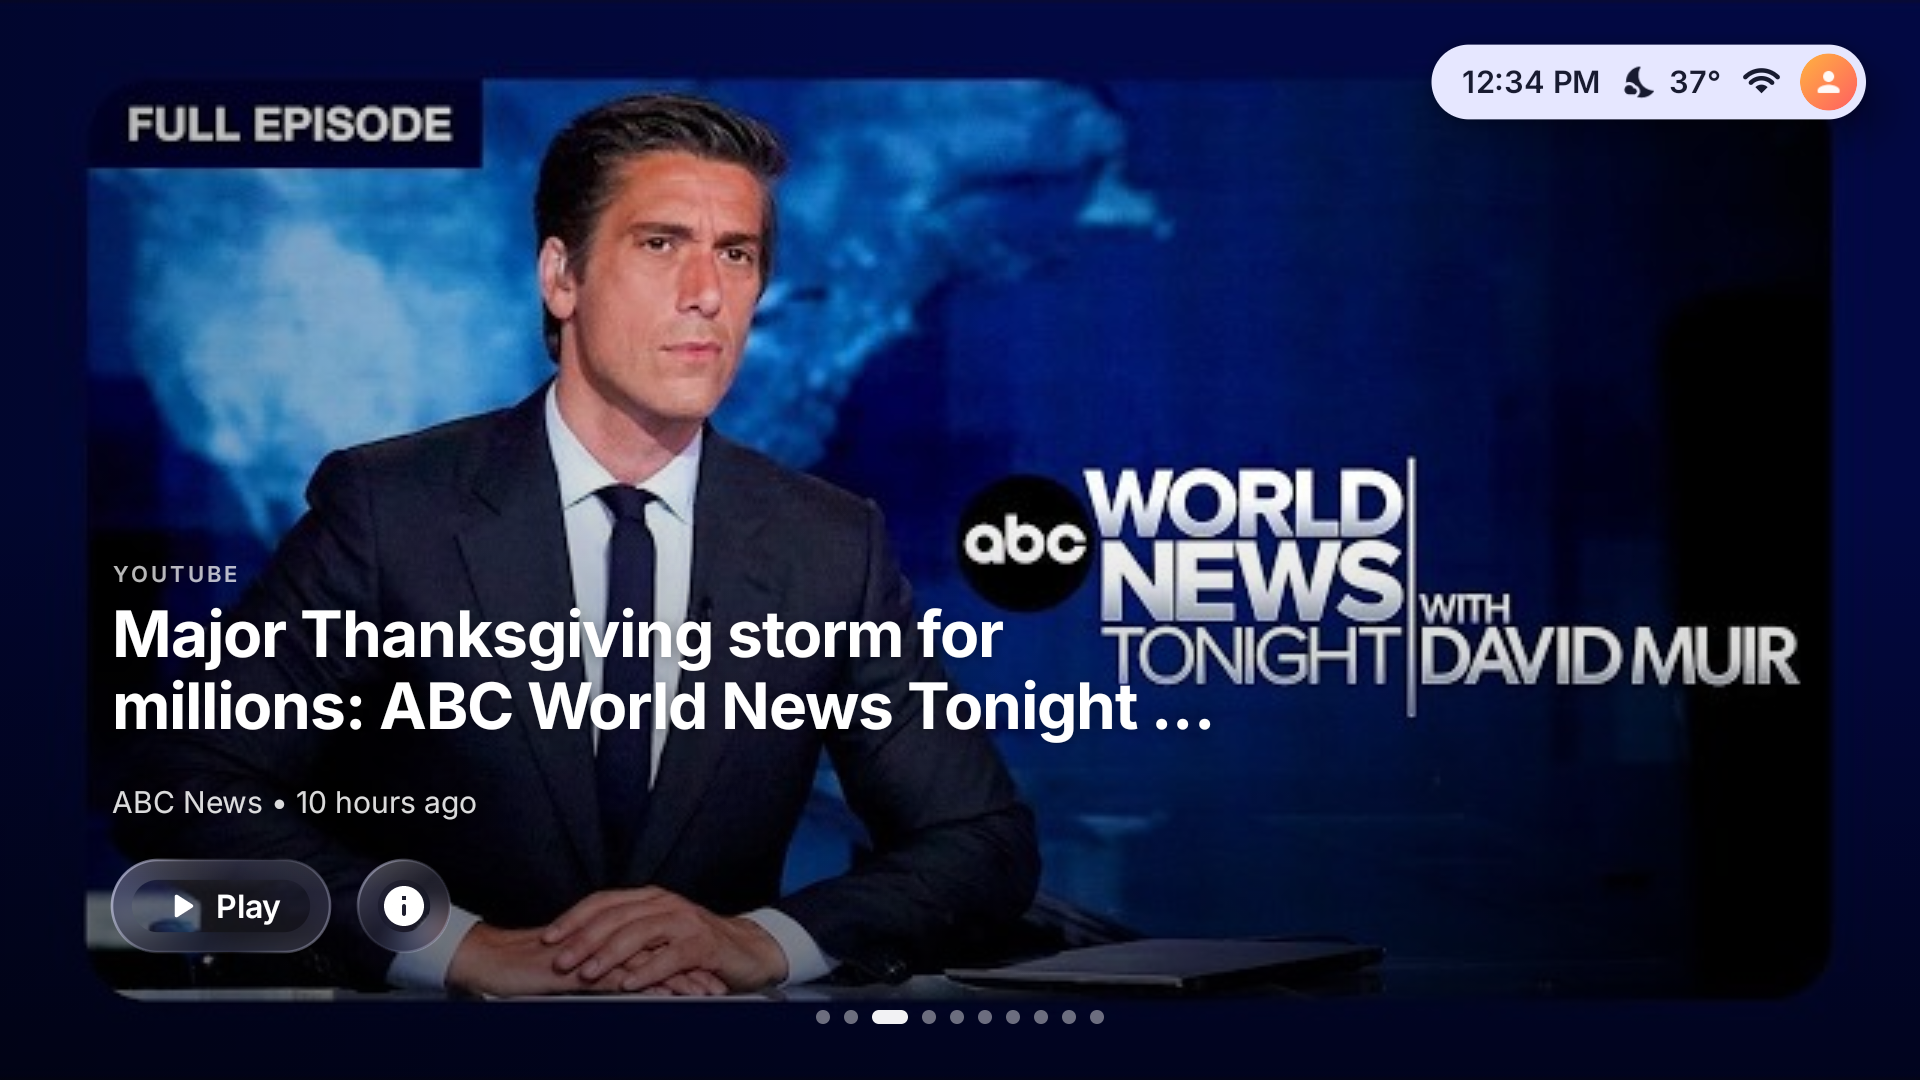 12:34 PM 37°
FULL EPISODE
abc WORLD
NEWS
TONIGHT WITH
DAVID MUIR
YOUTUBE
Major Thanksgiving storm for
millions: ABC World News Tonight ...
ABC News • 10 hours ago
Play